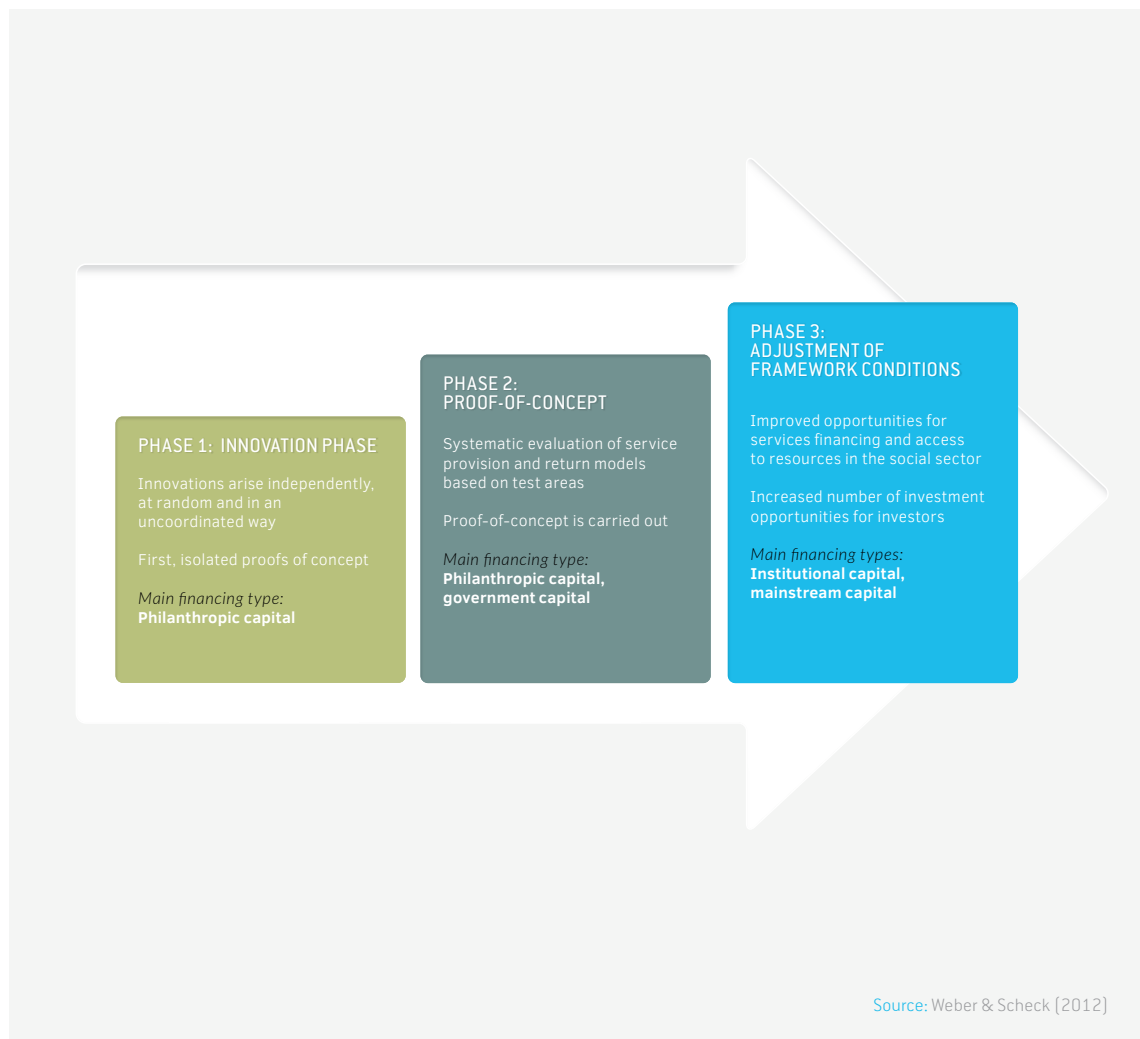 PHASE 1: INNOVATION PHASE
Innovations arise independently,
at random and in an
uncoordinated way
First, isolated proofs of concept
Main financing type:
Philanthropic capital
PHASE 2:
PROOF-OF-CONCEPT
Systematic evaluation of service
provision and return models
based on test areas
Proof-of-concept is carried out
Main financing type:
Philanthropic capital,
government capital
PHASE 3:
ADJUSTMENT OF
FRAMEWORK CONDITIONS
Improved opportunities for
services financing and access
to resources in the social sector
Increased number of investment
opportunities for investors
Main financing types:
Institutional capital,
mainstream capital
Source: Weber & Scheck (2012)